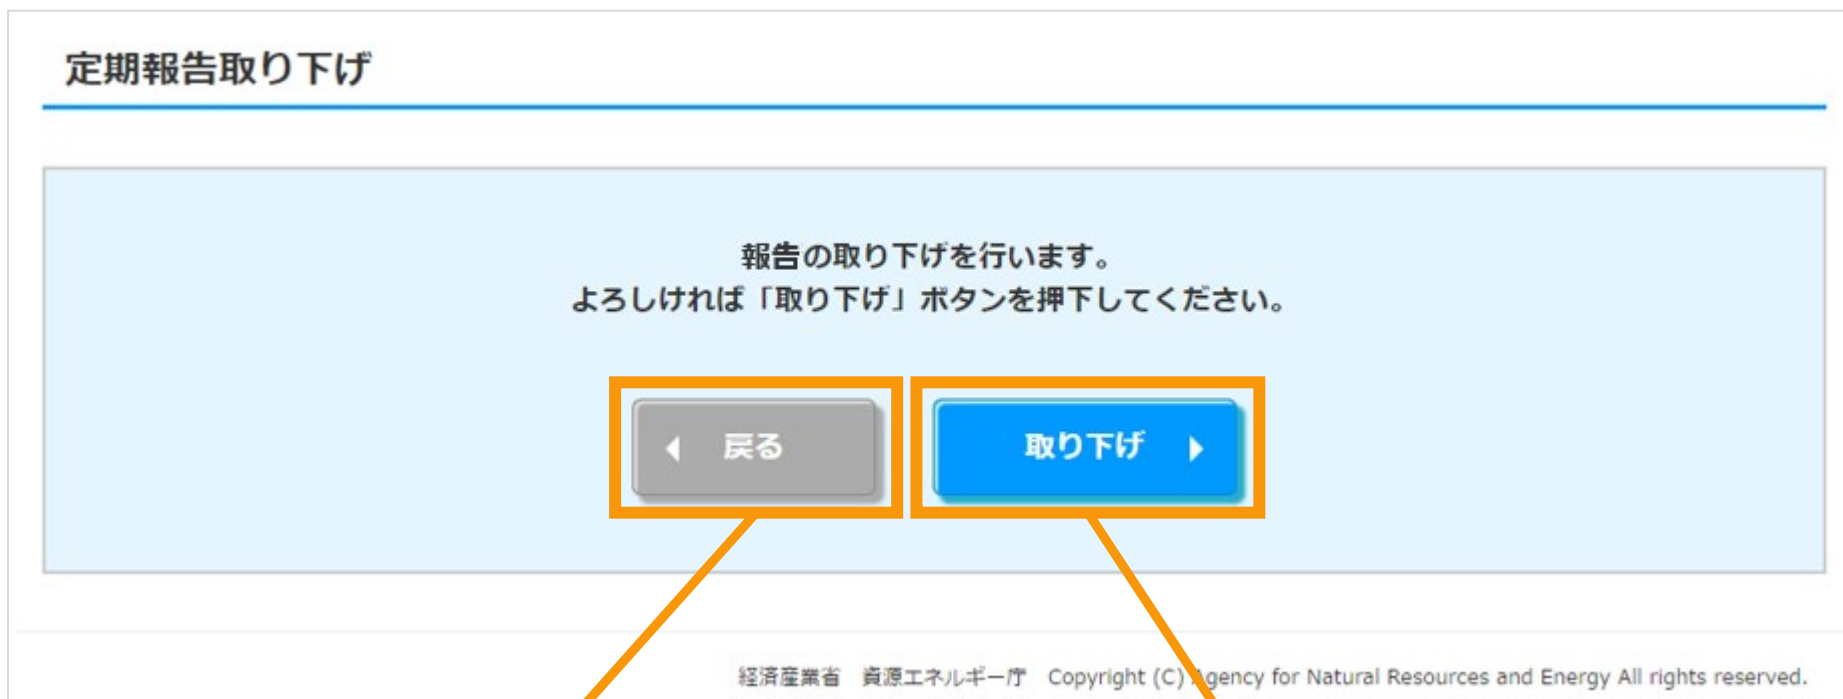 定期報告取り下げ
報告の取り下げを行います。
よろしければ「取り下げ」ボタンを押下してください。
戻る
取り下げ
経済産業省　資源エネルギー庁　Copyright (C) Agency for Natural Resources and Energy All rights reserved.